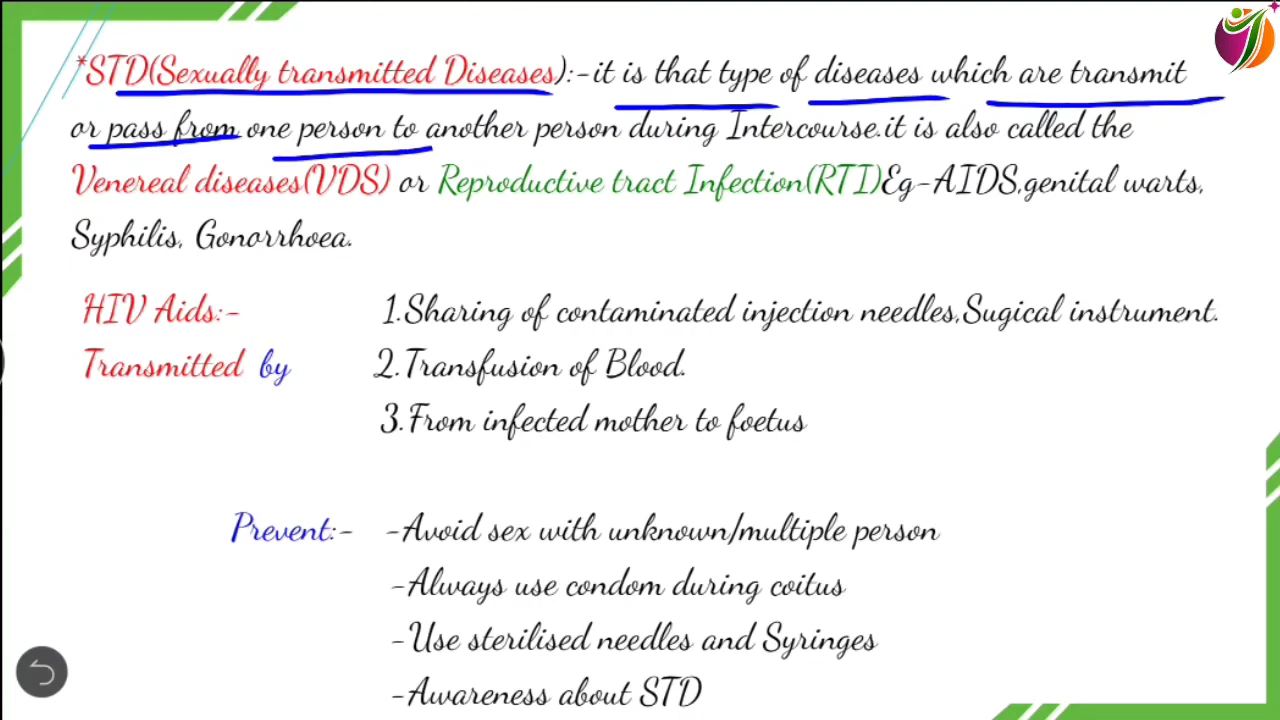 *STD(Sexually transmitted Diseases):-it is that type of diseases which are transmit
or pass from one person to another person during Intercourse.it is also called the
Venereal diseases(VDS) or Reproductive tract Infection(RTI)Eg-AIDS,genital warts,
Syphilis, Gonorrhoea.
HIV Aids:- 1.Sharing of contaminated injection needles,Sugical instrument.
Transmitted by 2.Transfusion of Blood.
3.From infected mother to foetus
Prevent:- -Avoid sex with unknown/multiple person
-Always use condom during coitus
-Use sterilised needles and Syringes
-Awareness about STD